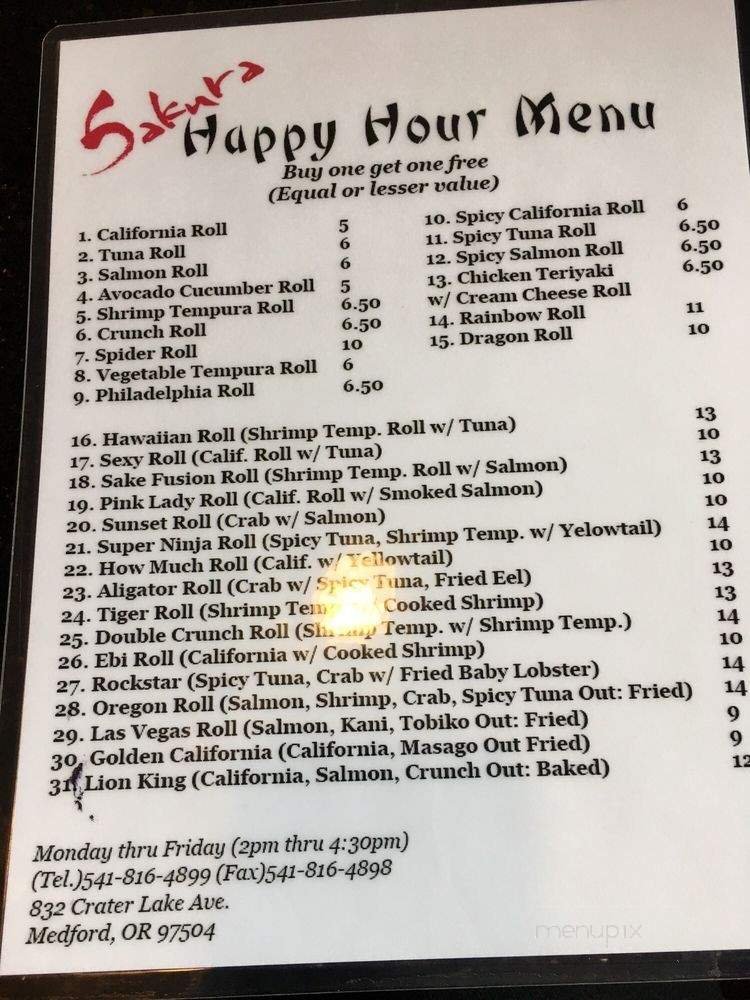 Sakura
Happy Hour Menu
Buy one get one free
(Equal or lesser value)
1. California Roll 5
2. Tuna Roll 6
3. Salmon Roll 6
4. Avocado Cucumber Roll 5
5. Shrimp Tempura Roll 6.50
6. Crunch Roll 6.50
7. Spider Roll 10
8. Vegetable Tempura Roll 6
9. Philadelphia Roll 6.50
10. Spicy California Roll 6
11. Spicy Tuna Roll 6.50
12. Spicy Salmon Roll 6.50
13. Chicken Teriyaki 6.50
w/ Cream Cheese Roll
14. Rainbow Roll 11
15. Dragon Roll 10
16. Hawaiian Roll (Shrimp Temp. Roll w/ Tuna) 13
17. Sexy Roll (Calif. Roll w/ Tuna) 10
18. Sake Fusion Roll (Shrimp Temp. Roll w/ Salmon) 13
19. Pink Lady Roll (Calif. Roll w/ Smoked Salmon) 10
20. Sunset Roll (Crab w/ Salmon) 10
21. Super Ninja Roll (Spicy Tuna, Shrimp Temp. w/ Yelowtail) 14
22. How Much Roll (Calif. w/ Yellowtail) 10
23. Aligator Roll (Crab w/ Spicy Tuna, Fried Eel) 13
24. Tiger Roll (Shrimp Temp. w/ Cooked Shrimp) 13
25. Double Crunch Roll (Shrimp Temp. w/ Shrimp Temp.) 14
26. Ebi Roll (California w/ Cooked Shrimp) 10
27. Rockstar (Spicy Tuna, Crab w/ Fried Baby Lobster) 14
28. Oregon Roll (Salmon, Shrimp, Crab, Spicy Tuna Out: Fried) 14
29. Las Vegas Roll (Salmon, Kani, Tobiko Out: Fried) 9
30. Golden California (California, Masago Out Fried) 9
31. Lion King (California, Salmon, Crunch Out: Baked) 12
Monday thru Friday (2pm thru 4:30pm)
(Tel.)541-816-4899 (Fax)541-816-4898
832 Crater Lake Ave.
Medford, OR 97504
menupix